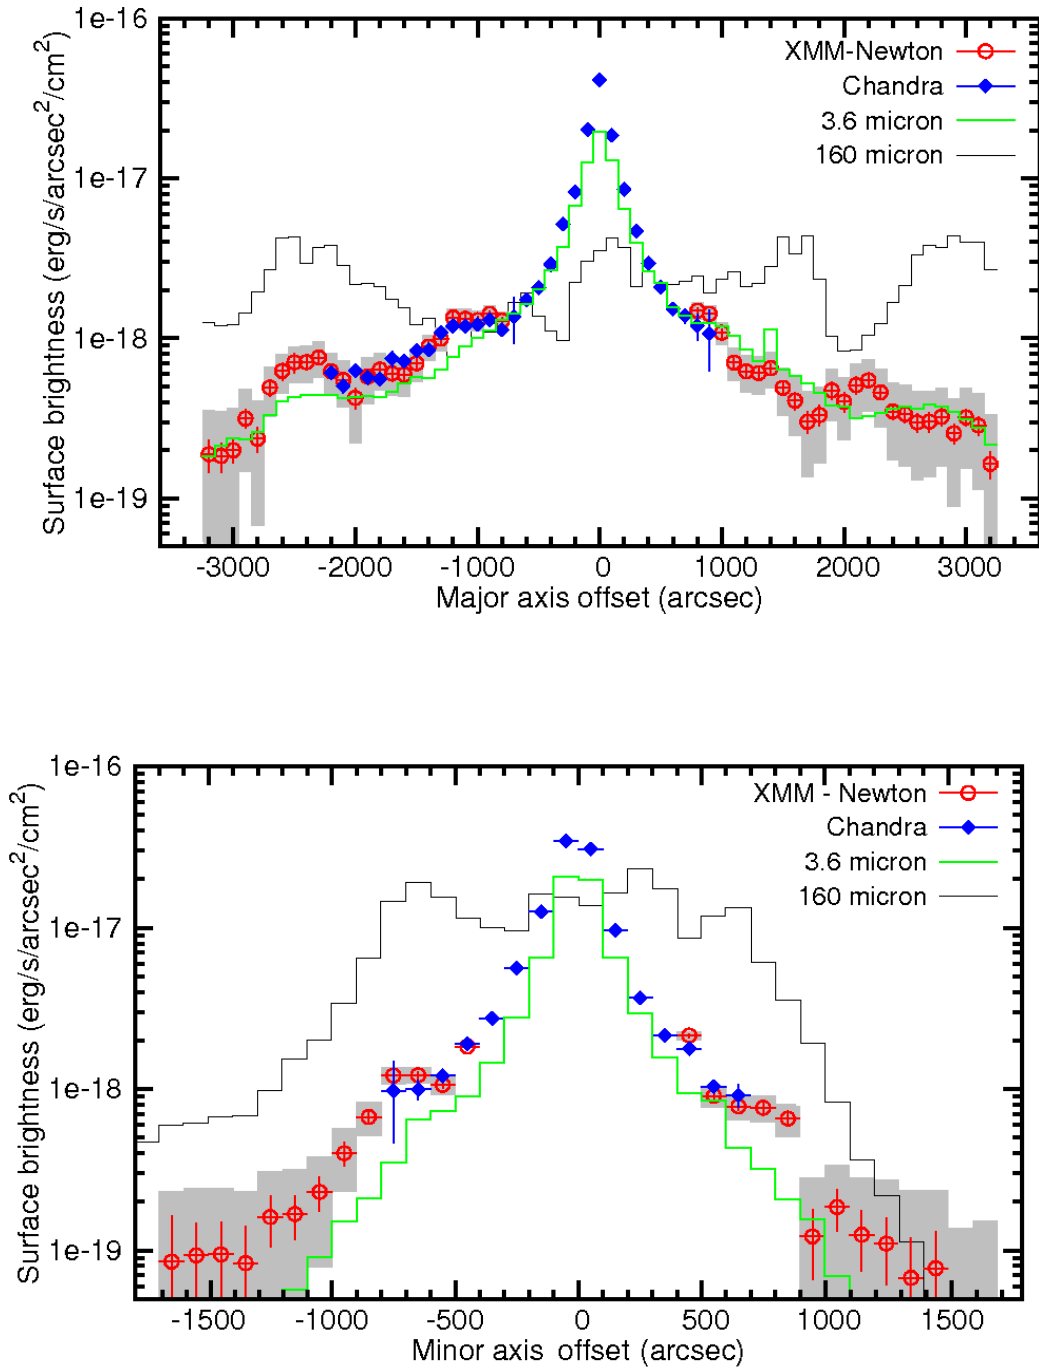 1e-16
1e-17
1e-18
1e-19
Surface brightness (erg/s/arcsec²/cm²)
XMM-Newton
Chandra
3.6 micron
160 micron
-3000 -2000 -1000 0 1000 2000 3000
Major axis offset (arcsec)
1e-16
1e-17
1e-18
1e-19
Surface brightness (erg/s/arcsec²/cm²)
XMM - Newton
Chandra
3.6 micron
160 micron
-1500 -1000 -500 0 500 1000 1500
Minor axis offset (arcsec)